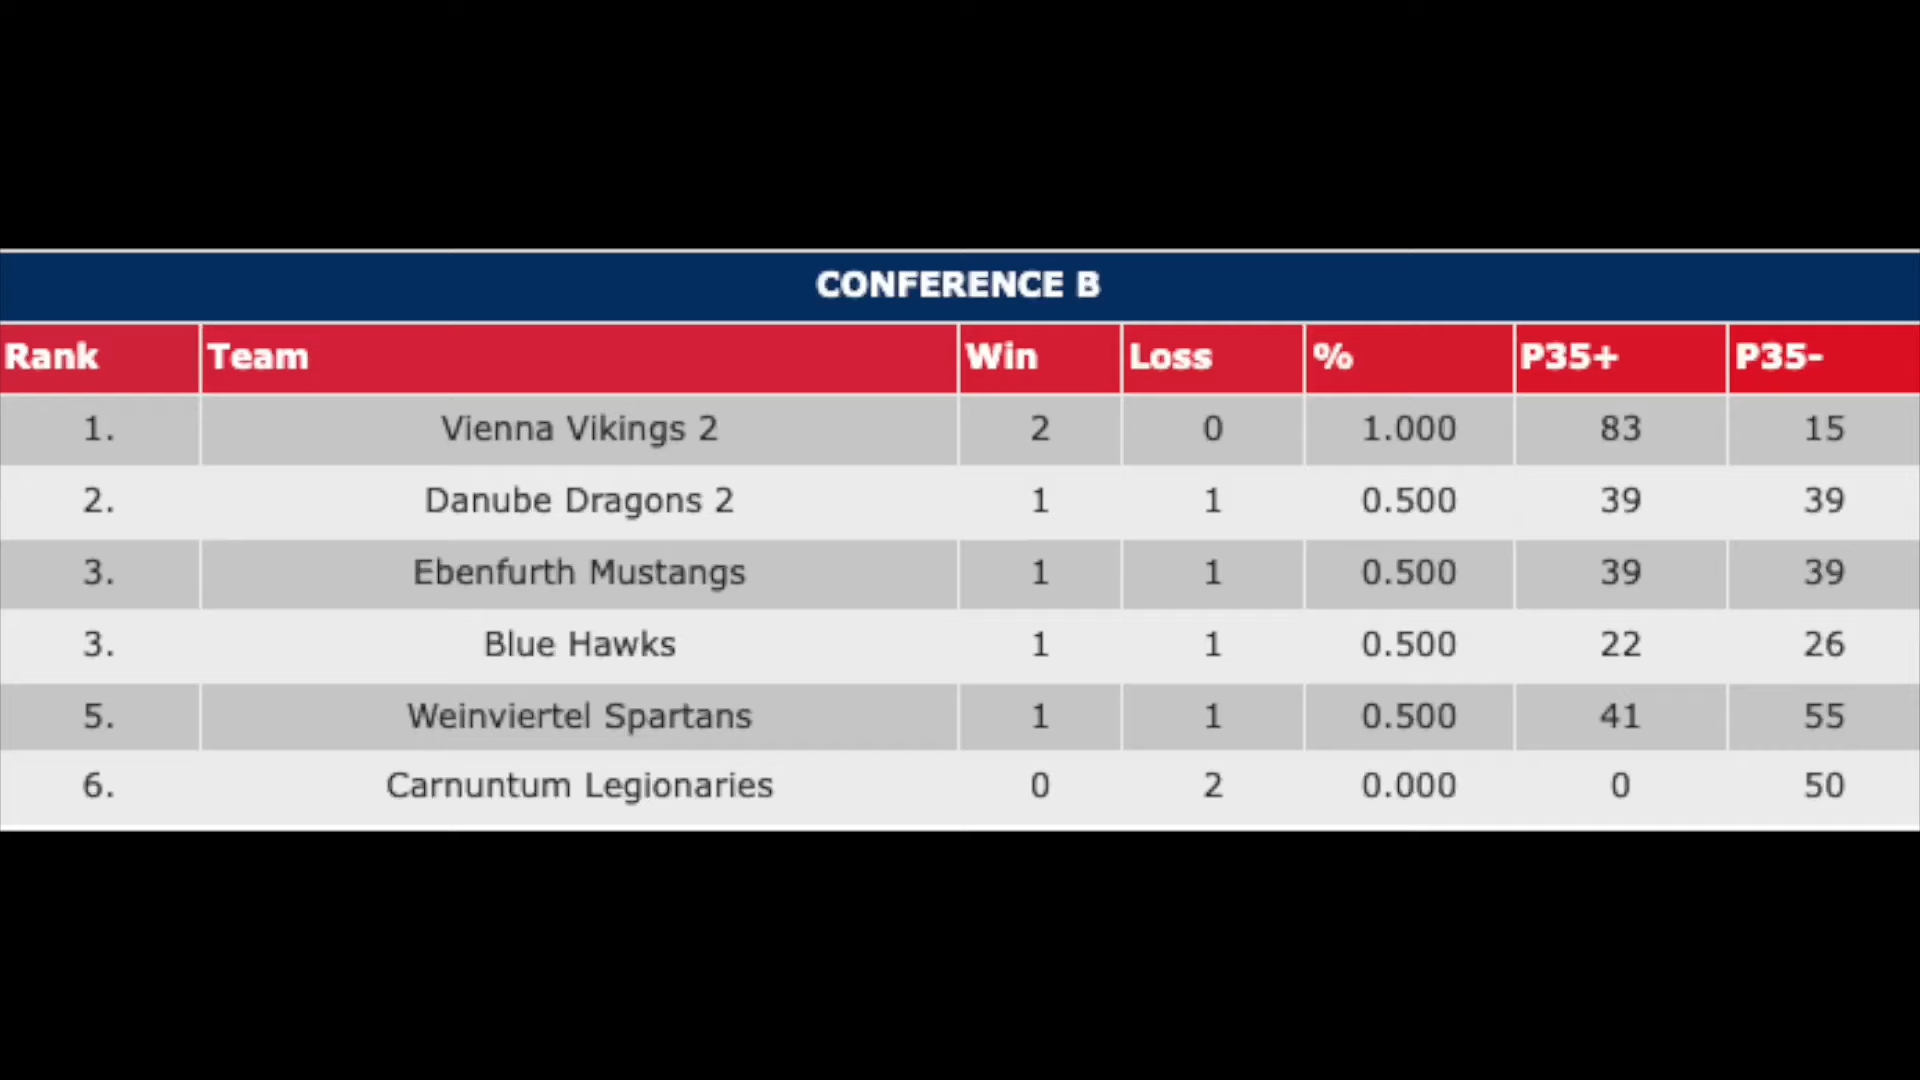 CONFERENCE B
Rank Team Win Loss % P35+ P35-
1. Vienna Vikings 2 2 0 1.000 83 15
2. Danube Dragons 2 1 1 0.500 39 39
3. Ebenfurth Mustangs 1 1 0.500 39 39
3. Blue Hawks 1 1 0.500 22 26
5. Weinviertel Spartans 1 1 0.500 41 55
6. Carnuntum Legionaries 0 2 0.000 0 50